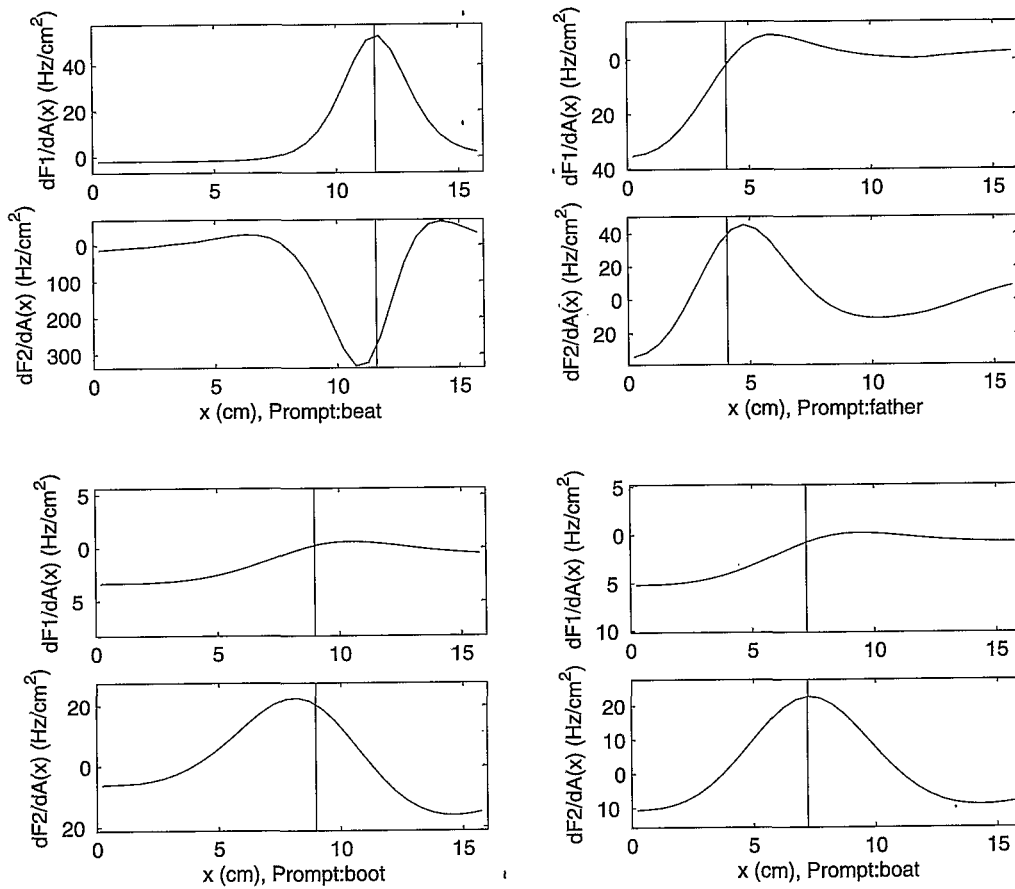 dF1/dA(x) (Hz/cm²)
40
20
0
0 5 10 15
dF2/dA(x) (Hz/cm²)
0
100
200
300
0 5 10 15
x (cm), Prompt:beat
dF1/dA(x) (Hz/cm²)
0
20
40
0 5 10 15
dF2/dA(x) (Hz/cm²)
40
20
0
20
0 5 10 15
x (cm), Prompt:father
dF1/dA(x) (Hz/cm²)
5
0
5
0 5 10 15
dF2/dA(x) (Hz/cm²)
20
0
20
0 5 10 15
x (cm), Prompt:boot
dF1/dA(x) (Hz/cm²)
5
0
5
10
0 5 10 15
dF2/dA(x) (Hz/cm²)
20
10
0
10
0 5 10 15
x (cm), Prompt:boat